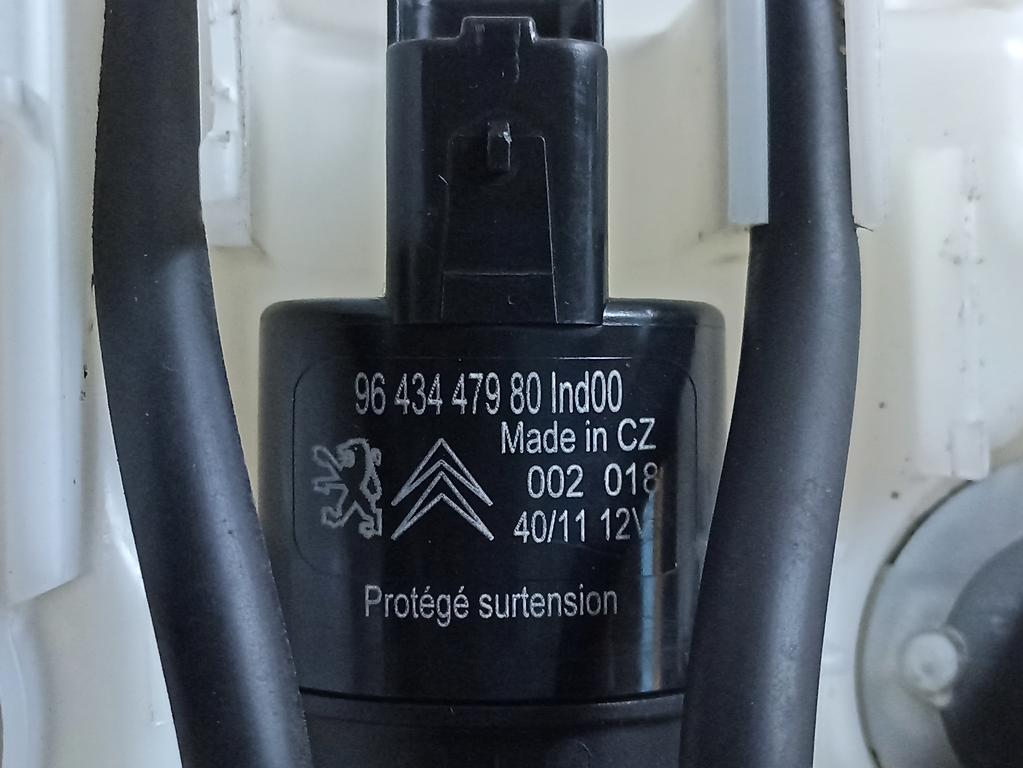 96 434 479 80 Ind00
Made in CZ
002 018
40/11 12V
Protégé surtension